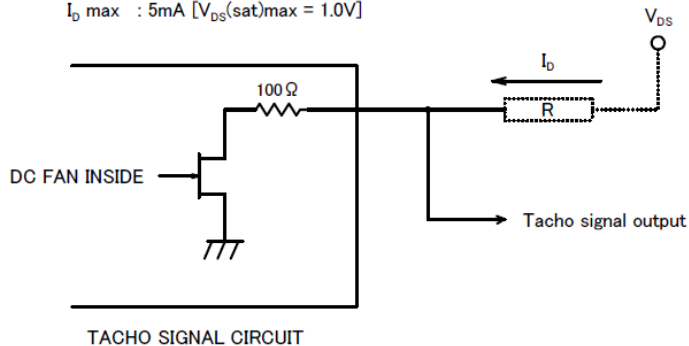 I_D max : 5mA [V_DS(sat)max = 1.0V]
V_DS
I_D
100Ω
R
DC FAN INSIDE
Tacho signal output
TACHO SIGNAL CIRCUIT